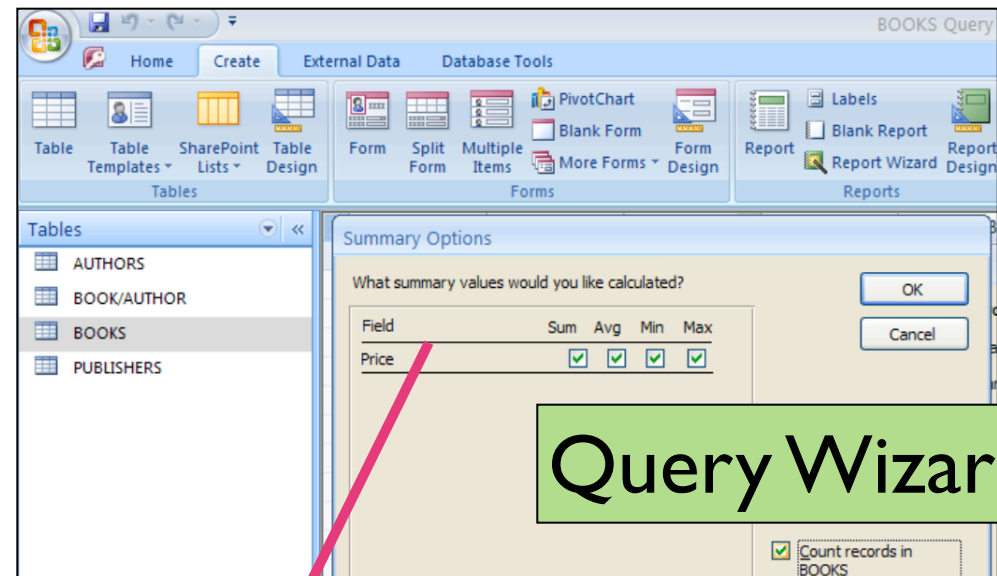 BOOKS Query
Home Create External Data Database Tools
Table
Table Templates
SharePoint Lists
Table Design
Tables
Form
Split Form
Multiple Items
PivotChart
Blank Form
More Forms
Form Design
Forms
Report
Labels
Blank Report
Report Wizard
Report Design
Reports
Tables
AUTHORS
BOOK/AUTHOR
BOOKS
PUBLISHERS
Summary Options
What summary values would you like calculated?
OK
Cancel
Field Sum Avg Min Max
Price
Query Wizar
Count records in
BOOKS